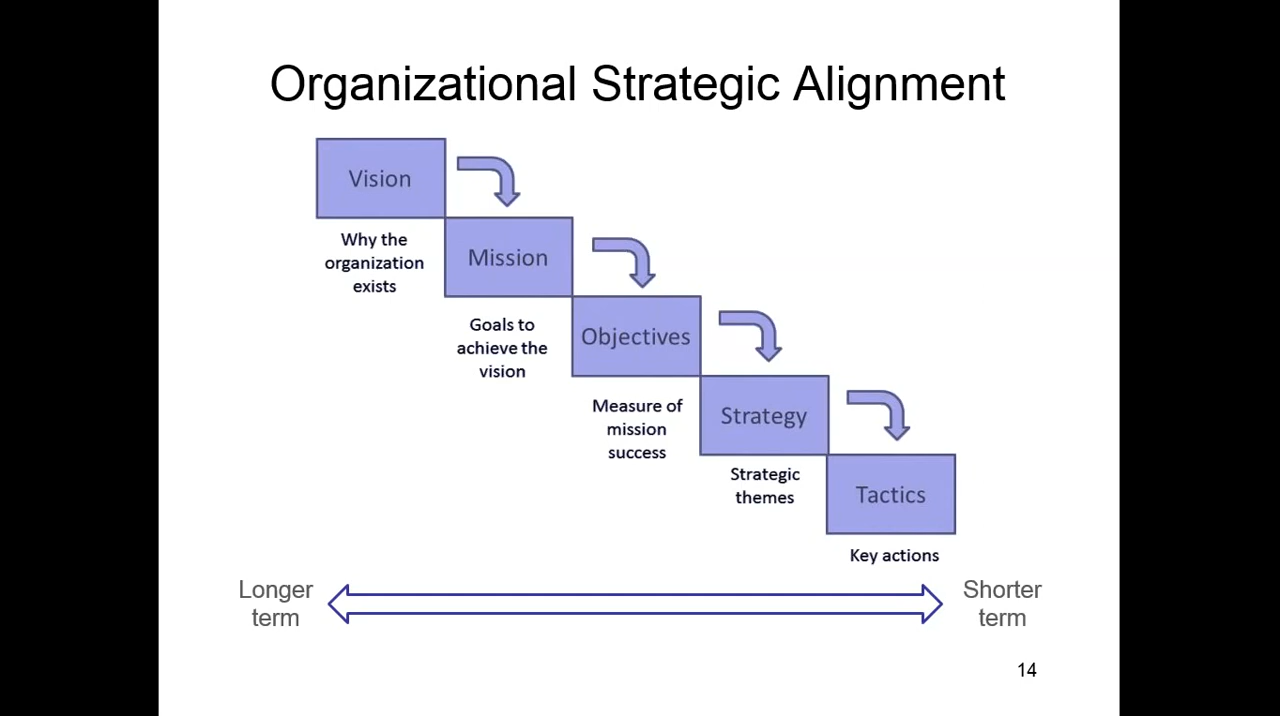 Organizational Strategic Alignment
Vision
Why the
organization
exists
Mission
Goals to
achieve the
vision
Objectives
Measure of
mission
success
Strategy
Strategic
themes
Tactics
Key actions
Longer
term
Shorter
term
14